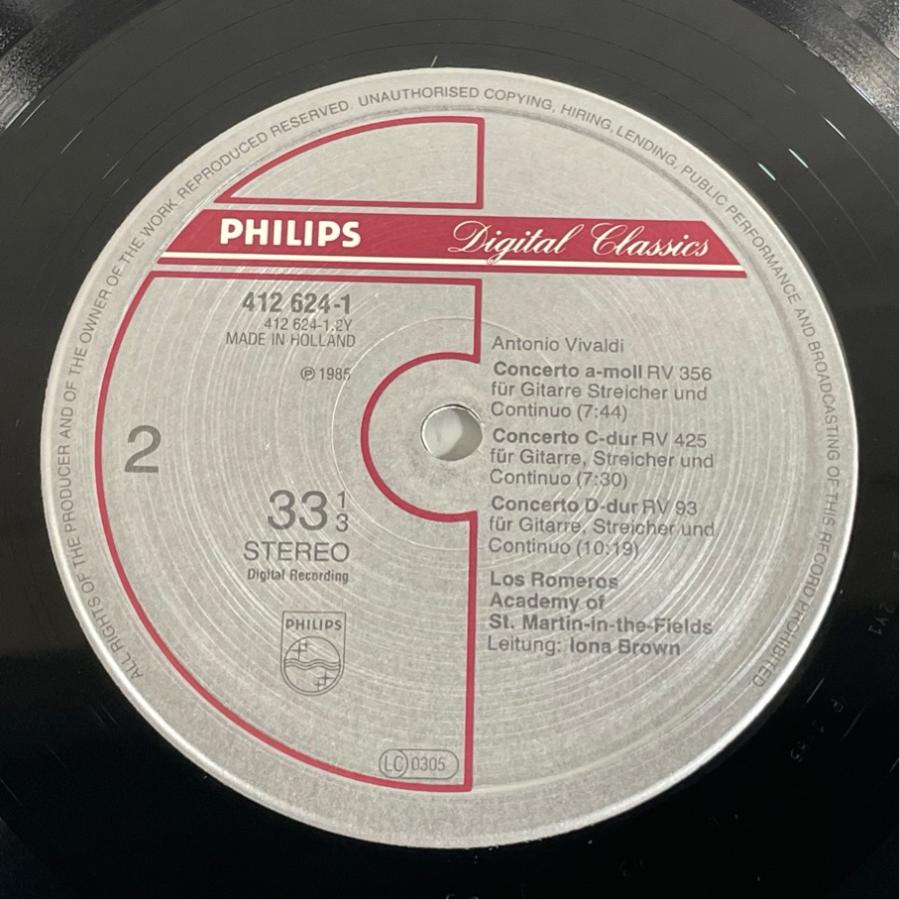 ALL RIGHTS OF THE PRODUCER AND OF THE OWNER OF THE WORK REPRODUCED RESERVED. UNAUTHORISED COPYING, HIRING, LENDING, PUBLIC PERFORMANCE AND BROADCASTING OF THIS RECORD PROHIBITED
PHILIPS Digital Classics
412 624-1
412 624-1.2Y
MADE IN HOLLAND
℗ 1985
2
33 1/3
STEREO
Digital Recording
PHILIPS
LC 0305
Antonio Vivaldi
Concerto a-moll RV 356
für Gitarre Streicher und
Continuo (7:44)
Concerto C-dur RV 425
für Gitarre, Streicher und
Continuo (7:30)
Concerto D-dur RV 93
für Gitarre, Streicher und
Continuo (10:19)
Los Romeros
Academy of
St. Martin-in-the-Fields
Leitung: Iona Brown